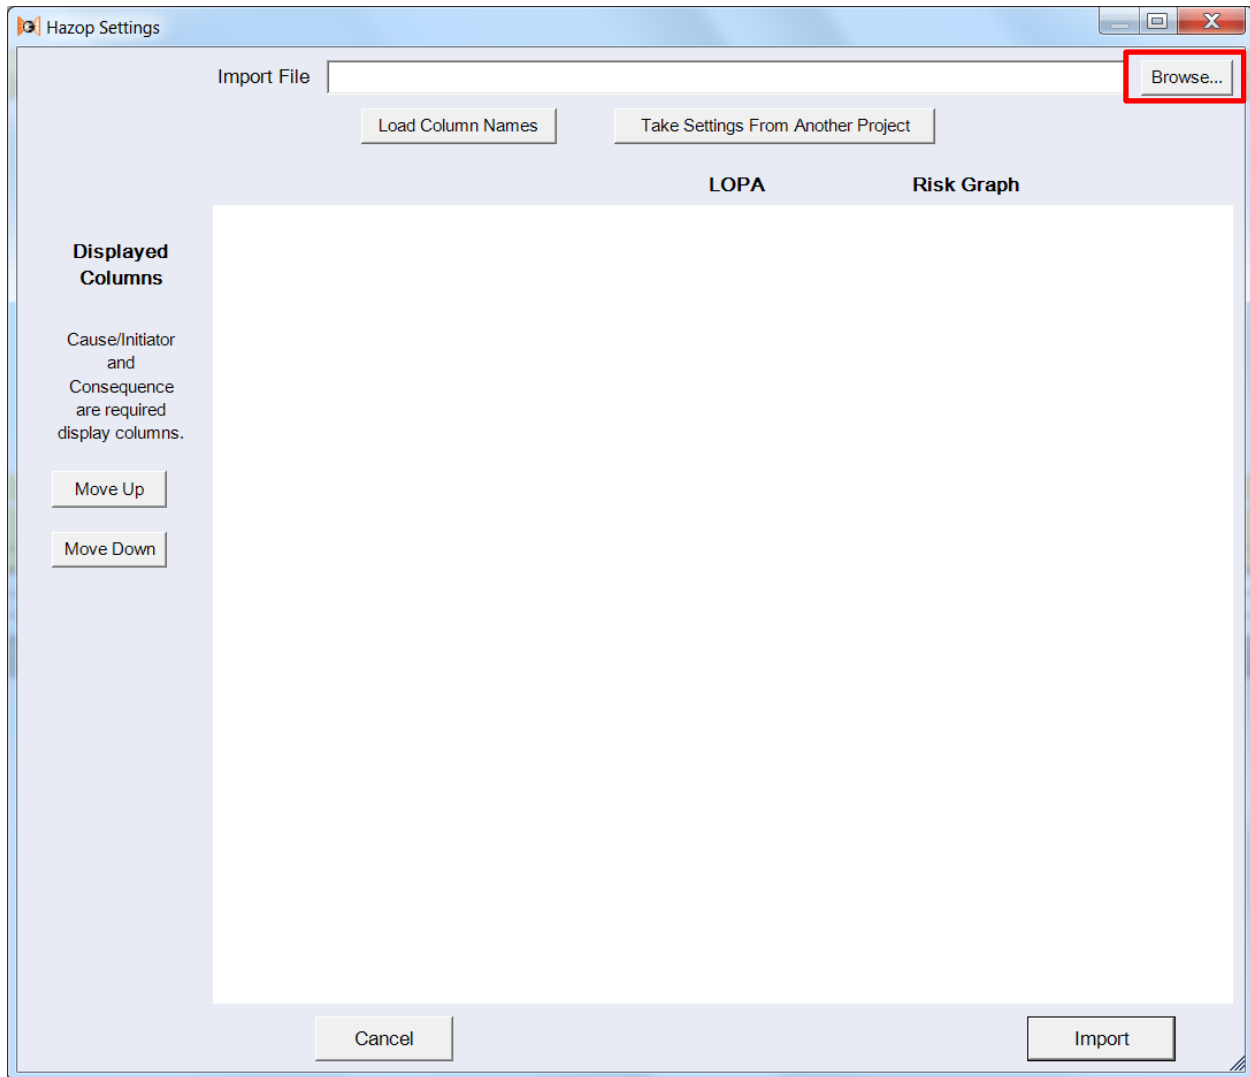 Hazop Settings
Import File
Browse...
Load Column Names
Take Settings From Another Project
LOPA
Risk Graph
Displayed
Columns
Cause/Initiator
and
Consequence
are required
display columns.
Move Up
Move Down
Cancel
Import